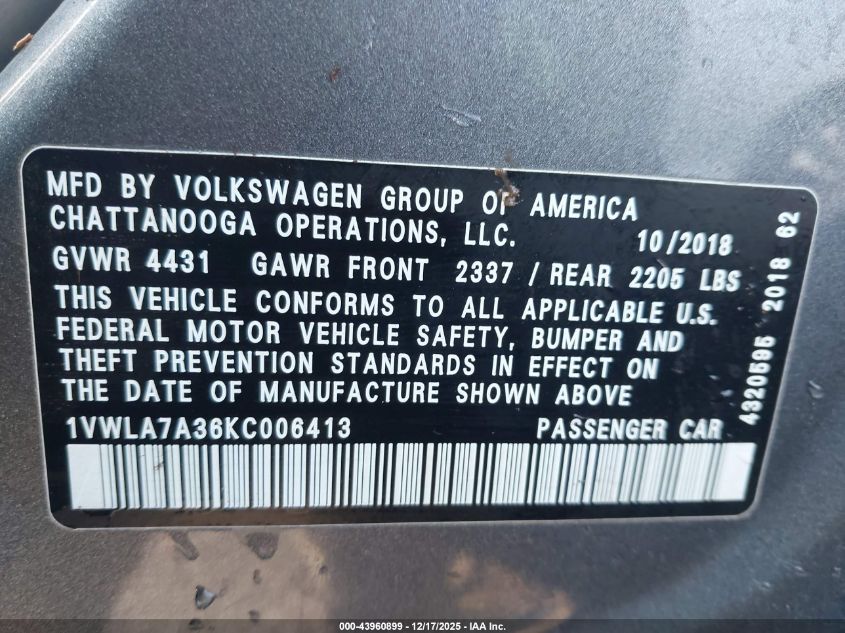 MFD BY VOLKSWAGEN GROUP OF AMERICA
CHATTANOOGA OPERATIONS, LLC. 10/2018
GVWR 4431 GAWR FRONT 2337 / REAR 2205 LBS
THIS VEHICLE CONFORMS TO ALL APPLICABLE U.S.
FEDERAL MOTOR VEHICLE SAFETY, BUMPER AND
THEFT PREVENTION STANDARDS IN EFFECT ON
THE DATE OF MANUFACTURE SHOWN ABOVE
1VWLA7A36KC006413 PASSENGER CAR
4320595 2018 62
000-43960899 - 12/17/2025 - IAA Inc.